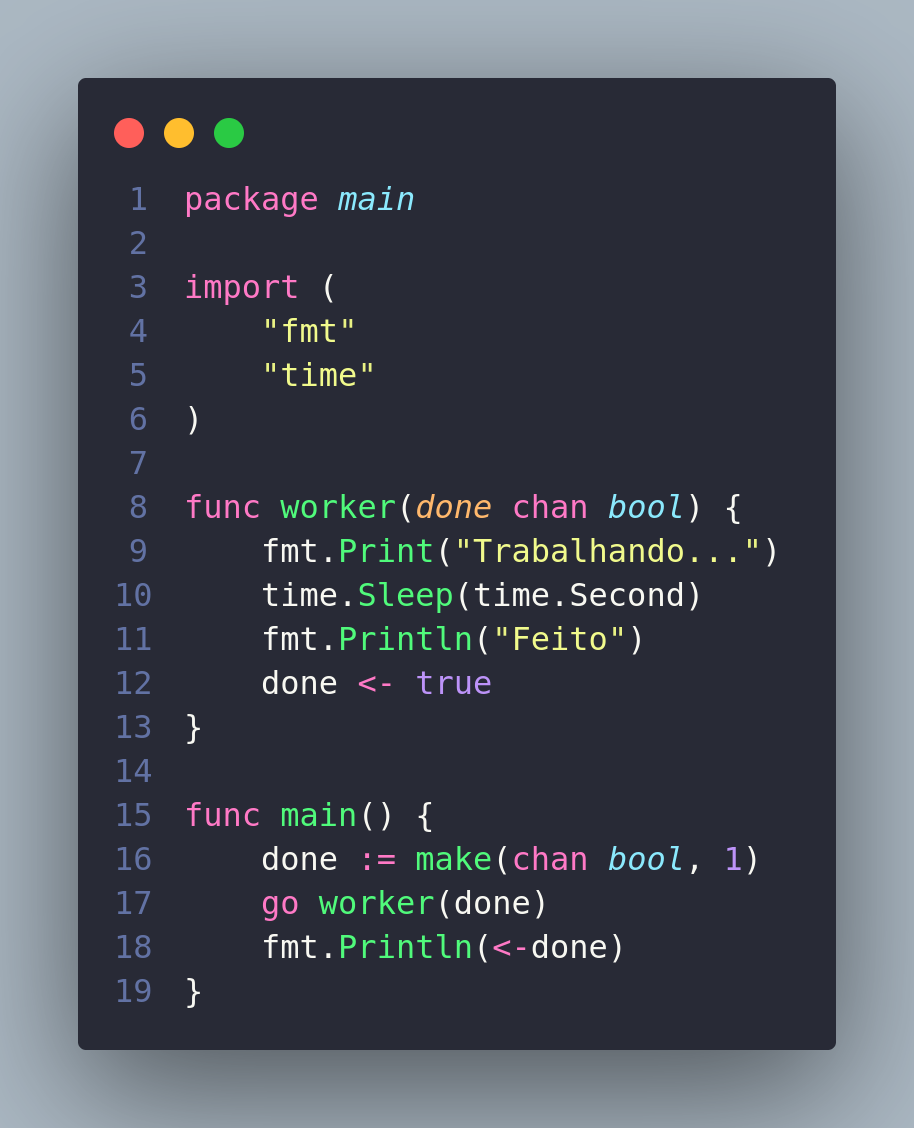 1 package main
2
3 import (
4     "fmt"
5     "time"
6 )
7
8 func worker(done chan bool) {
9     fmt.Print("Trabalhando...")
10     time.Sleep(time.Second)
11     fmt.Println("Feito")
12     done <- true
13 }
14
15 func main() {
16     done := make(chan bool, 1)
17     go worker(done)
18     fmt.Println(<-done)
19 }